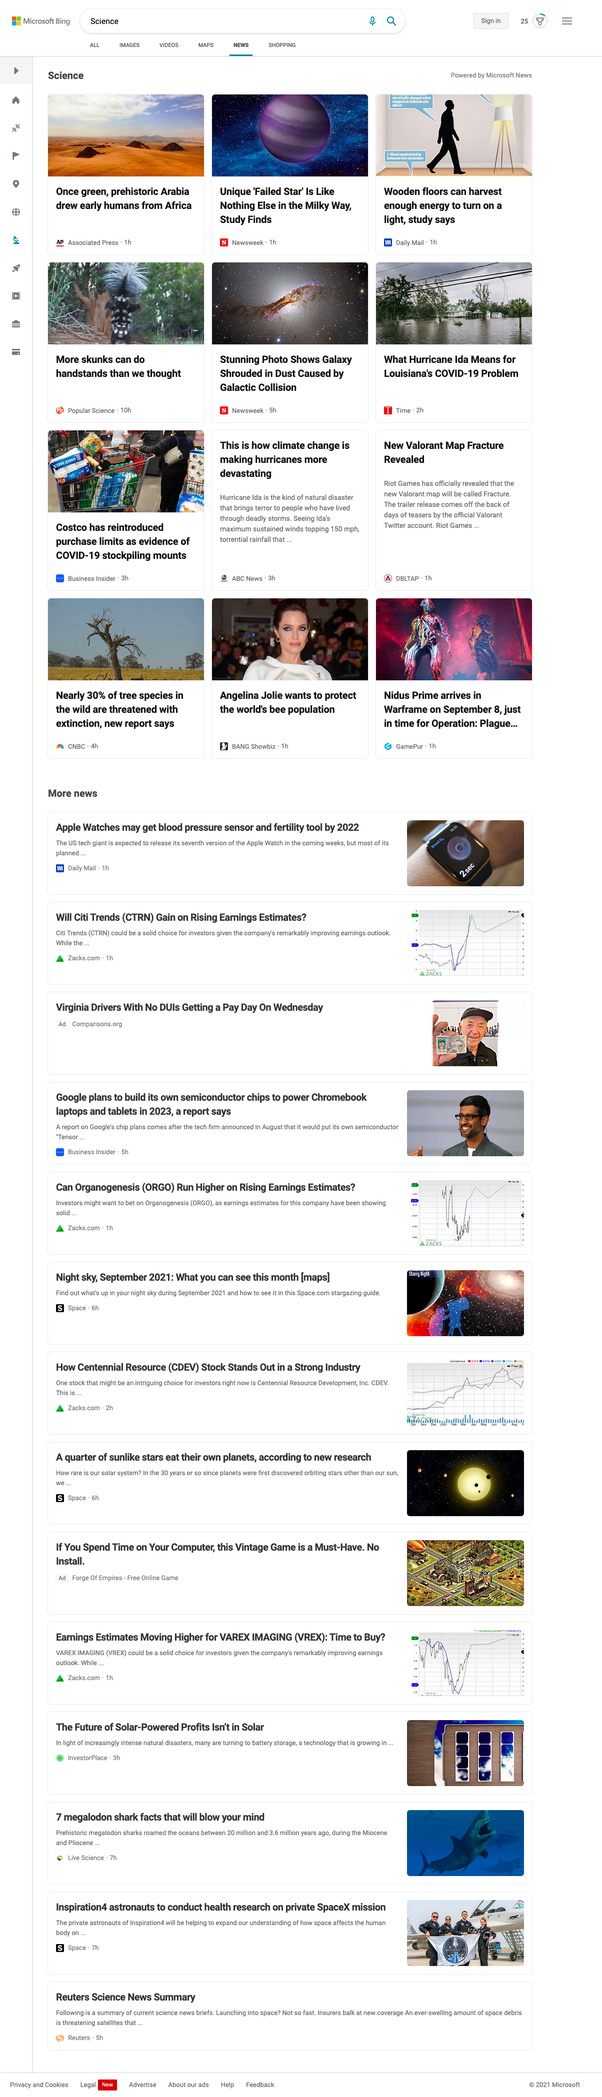 Microsoft Bing
Science
Sign in
25
ALL IMAGES VIDEOS MAPS NEWS SHOPPING
Science
Powered by Microsoft News
Once green, prehistoric Arabia
drew early humans from Africa
AP Associated Press · 1h
Unique 'Failed Star' Is Like
Nothing Else in the Milky Way,
Study Finds
N Newsweek · 1h
Wooden floors can harvest
enough energy to turn on a
light, study says
Daily Mail · 1h
More skunks can do
handstands than we thought
Popular Science · 10h
Stunning Photo Shows Galaxy
Shrouded in Dust Caused by
Galactic Collision
N Newsweek · 5h
What Hurricane Ida Means for
Louisiana's COVID-19 Problem
T Time · 2h
Costco has reintroduced
purchase limits as evidence of
COVID-19 stockpiling mounts
Business Insider · 3h
This is how climate change is
making hurricanes more
devastating
Hurricane Ida is the kind of natural disaster
that brings terror to people who have lived
through deadly storms. Seeing Ida's
maximum sustained winds topping 150 mph,
torrential rainfall that ...
ABC News · 3h
New Valorant Map Fracture
Revealed
Riot Games has officially revealed that the
new Valorant map will be called Fracture.
The trailer release comes off the back of
days of teasers by the official Valorant
Twitter account. Riot Games ...
DBLTAP · 1h
Nearly 30% of tree species in
the wild are threatened with
extinction, new report says
CNBC · 4h
Angelina Jolie wants to protect
the world's bee population
BANG Showbiz · 1h
Nidus Prime arrives in
Warframe on September 8, just
in time for Operation: Plague...
GamePur · 1h
More news
Apple Watches may get blood pressure sensor and fertility tool by 2022
The US tech giant is expected to release its seventh version of the Apple Watch in the coming weeks, but most of its
planned ...
Daily Mail · 1h
2 sec
Will Citi Trends (CTRN) Gain on Rising Earnings Estimates?
Citi Trends (CTRN) could be a solid choice for investors given the company's remarkably improving earnings outlook.
While the ...
Zacks.com · 1h
ZACKS
Virginia Drivers With No DUIs Getting a Pay Day On Wednesday
Ad Comparisons.org
Google plans to build its own semiconductor chips to power Chromebook
laptops and tablets in 2023, a report says
A report on Google's chip plans comes after the tech firm announced in August that it would put its own semiconductor
"Tensor ...
Business Insider · 5h
Can Organogenesis (ORGO) Run Higher on Rising Earnings Estimates?
Investors might want to bet on Organogenesis (ORGO), as earnings estimates for this company have been showing
solid ...
Zacks.com · 1h
ZACKS
Night sky, September 2021: What you can see this month [maps]
Find out what's up in your night sky during September 2021 and how to see it in this Space.com stargazing guide.
S Space · 6h
Starry Night
How Centennial Resource (CDEV) Stock Stands Out in a Strong Industry
One stock that might be an intriguing choice for investors right now is Centennial Resource Development, Inc. CDEV.
This is ...
Zacks.com · 2h
A quarter of sunlike stars eat their own planets, according to new research
How rare is our solar system? In the 30 years or so since planets were first discovered orbiting stars other than our sun,
we ...
S Space · 6h
If You Spend Time on Your Computer, this Vintage Game is a Must-Have. No
Install.
Ad Forge Of Empires - Free Online Game
Earnings Estimates Moving Higher for VAREX IMAGING (VREX): Time to Buy?
VAREX IMAGING (VREX) could be a solid choice for investors given the company's remarkably improving earnings
outlook. While ...
Zacks.com · 1h
ZACKS
The Future of Solar-Powered Profits Isn't in Solar
In light of increasingly intense natural disasters, many are turning to battery storage, a technology that is growing in ...
InvestorPlace · 3h
7 megalodon shark facts that will blow your mind
Prehistoric megalodon sharks roamed the oceans between 20 million and 3.6 million years ago, during the Miocene
and Pliocene ...
Live Science · 7h
Inspiration4 astronauts to conduct health research on private SpaceX mission
The private astronauts of Inspiration4 will be helping to expand our understanding of how space affects the human
body on ...
S Space · 7h
Reuters Science News Summary
Following is a summary of current science news briefs. Launching into space? Not so fast. Insurers balk at new coverage An ever-swelling amount of space debris
is threatening satellites that ...
Reuters · 5h
Privacy and Cookies Legal New Advertise About our ads Help Feedback © 2021 Microsoft